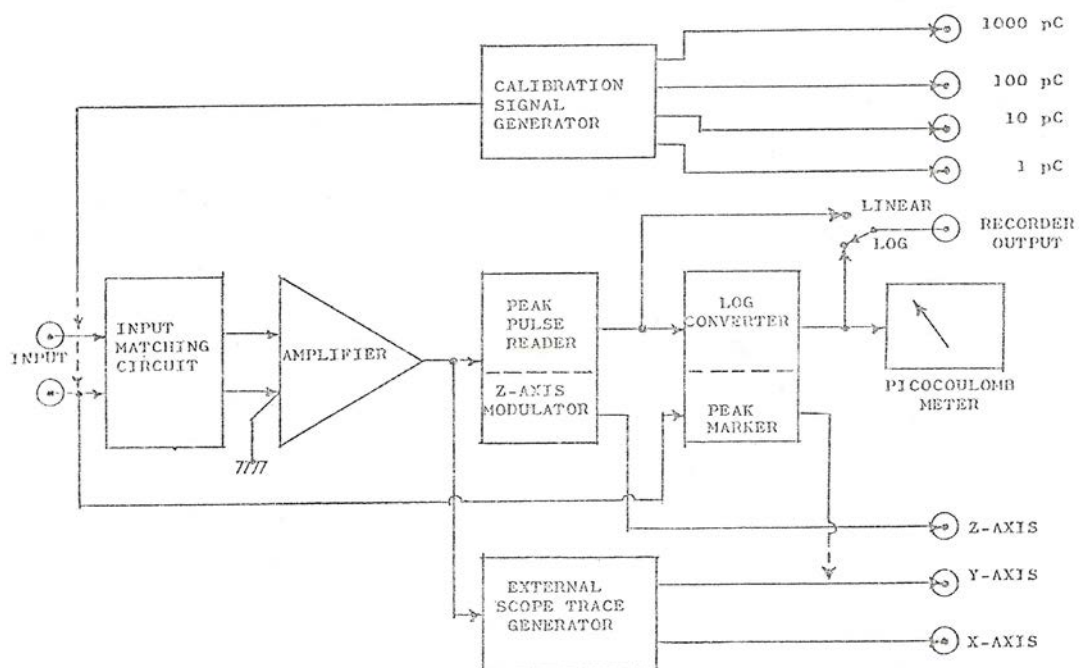 1000 pC
CALIBRATION
SIGNAL
GENERATOR
100 pC
10 pC
1 pC
LINEAR
LOG
RECORDER
OUTPUT
INPUT
INPUT
MATCHING
CIRCUIT
AMPLIFIER
PEAK
PULSE
READER
Z-AXIS
MODULATOR
LOG
CONVERTER
PEAK
MARKER
PICOCOULOMB
METER
Z-AXIS
Y-AXIS
EXTERNAL
SCOPE TRACE
GENERATOR
X-AXIS